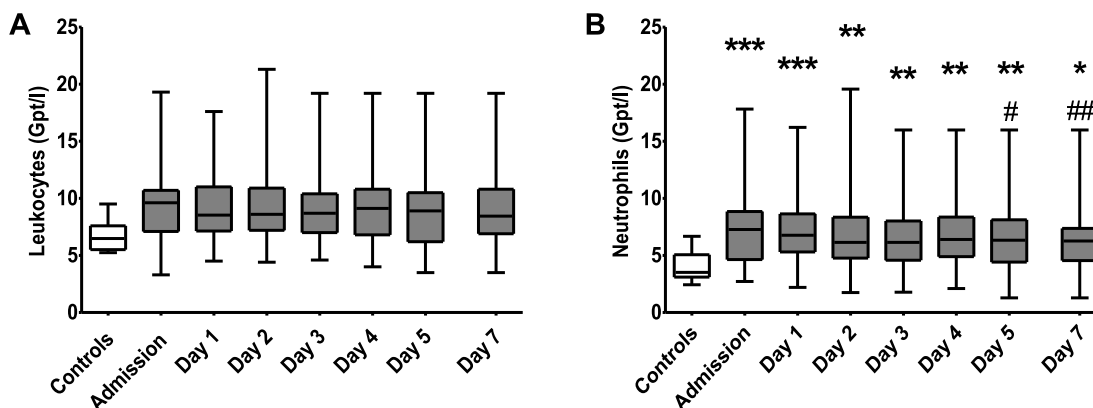 A
Leukocytes (Gpt/l)
25
20
15
10
5
0
Controls
Admission
Day 1
Day 2
Day 3
Day 4
Day 5
Day 7
B
Neutrophils (Gpt/l)
25
20
15
10
5
0
***
***
**
**
**
**
*
#
##
Controls
Admission
Day 1
Day 2
Day 3
Day 4
Day 5
Day 7